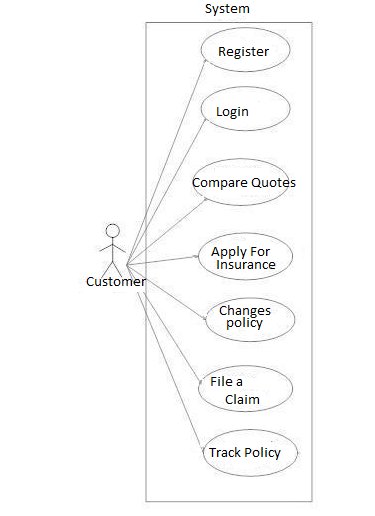 System
Register
Login
Compare Quotes
Apply For
Insurance
Customer
Changes
policy
File a
Claim
Track Policy